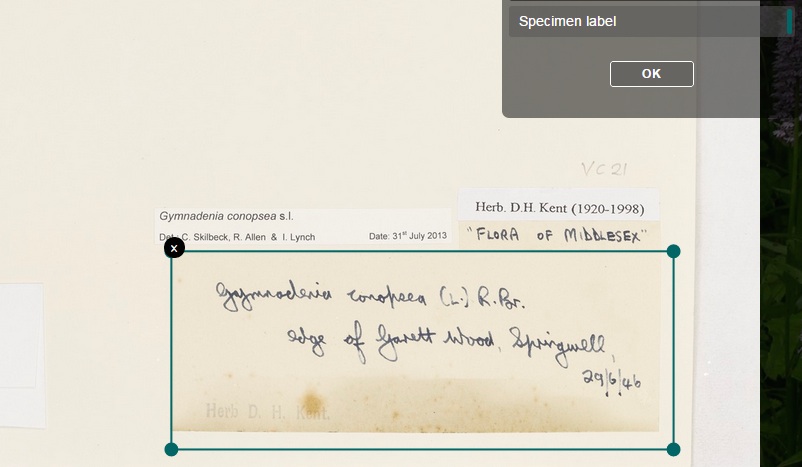 Specimen label
OK
VC 21
Gymnadenia conopsea s.l.
Det.: C. Skilbeck, R. Allen & I. Lynch Date: 31st July 2013
Herb. D.H. Kent (1920-1998)
"FLORA OF MIDDLESEX"
x
Gymnadenia conopsea (L.) R.Br.
edge of Garett Wood, Springwell,
29/6/46
Herb D. H. Kent.